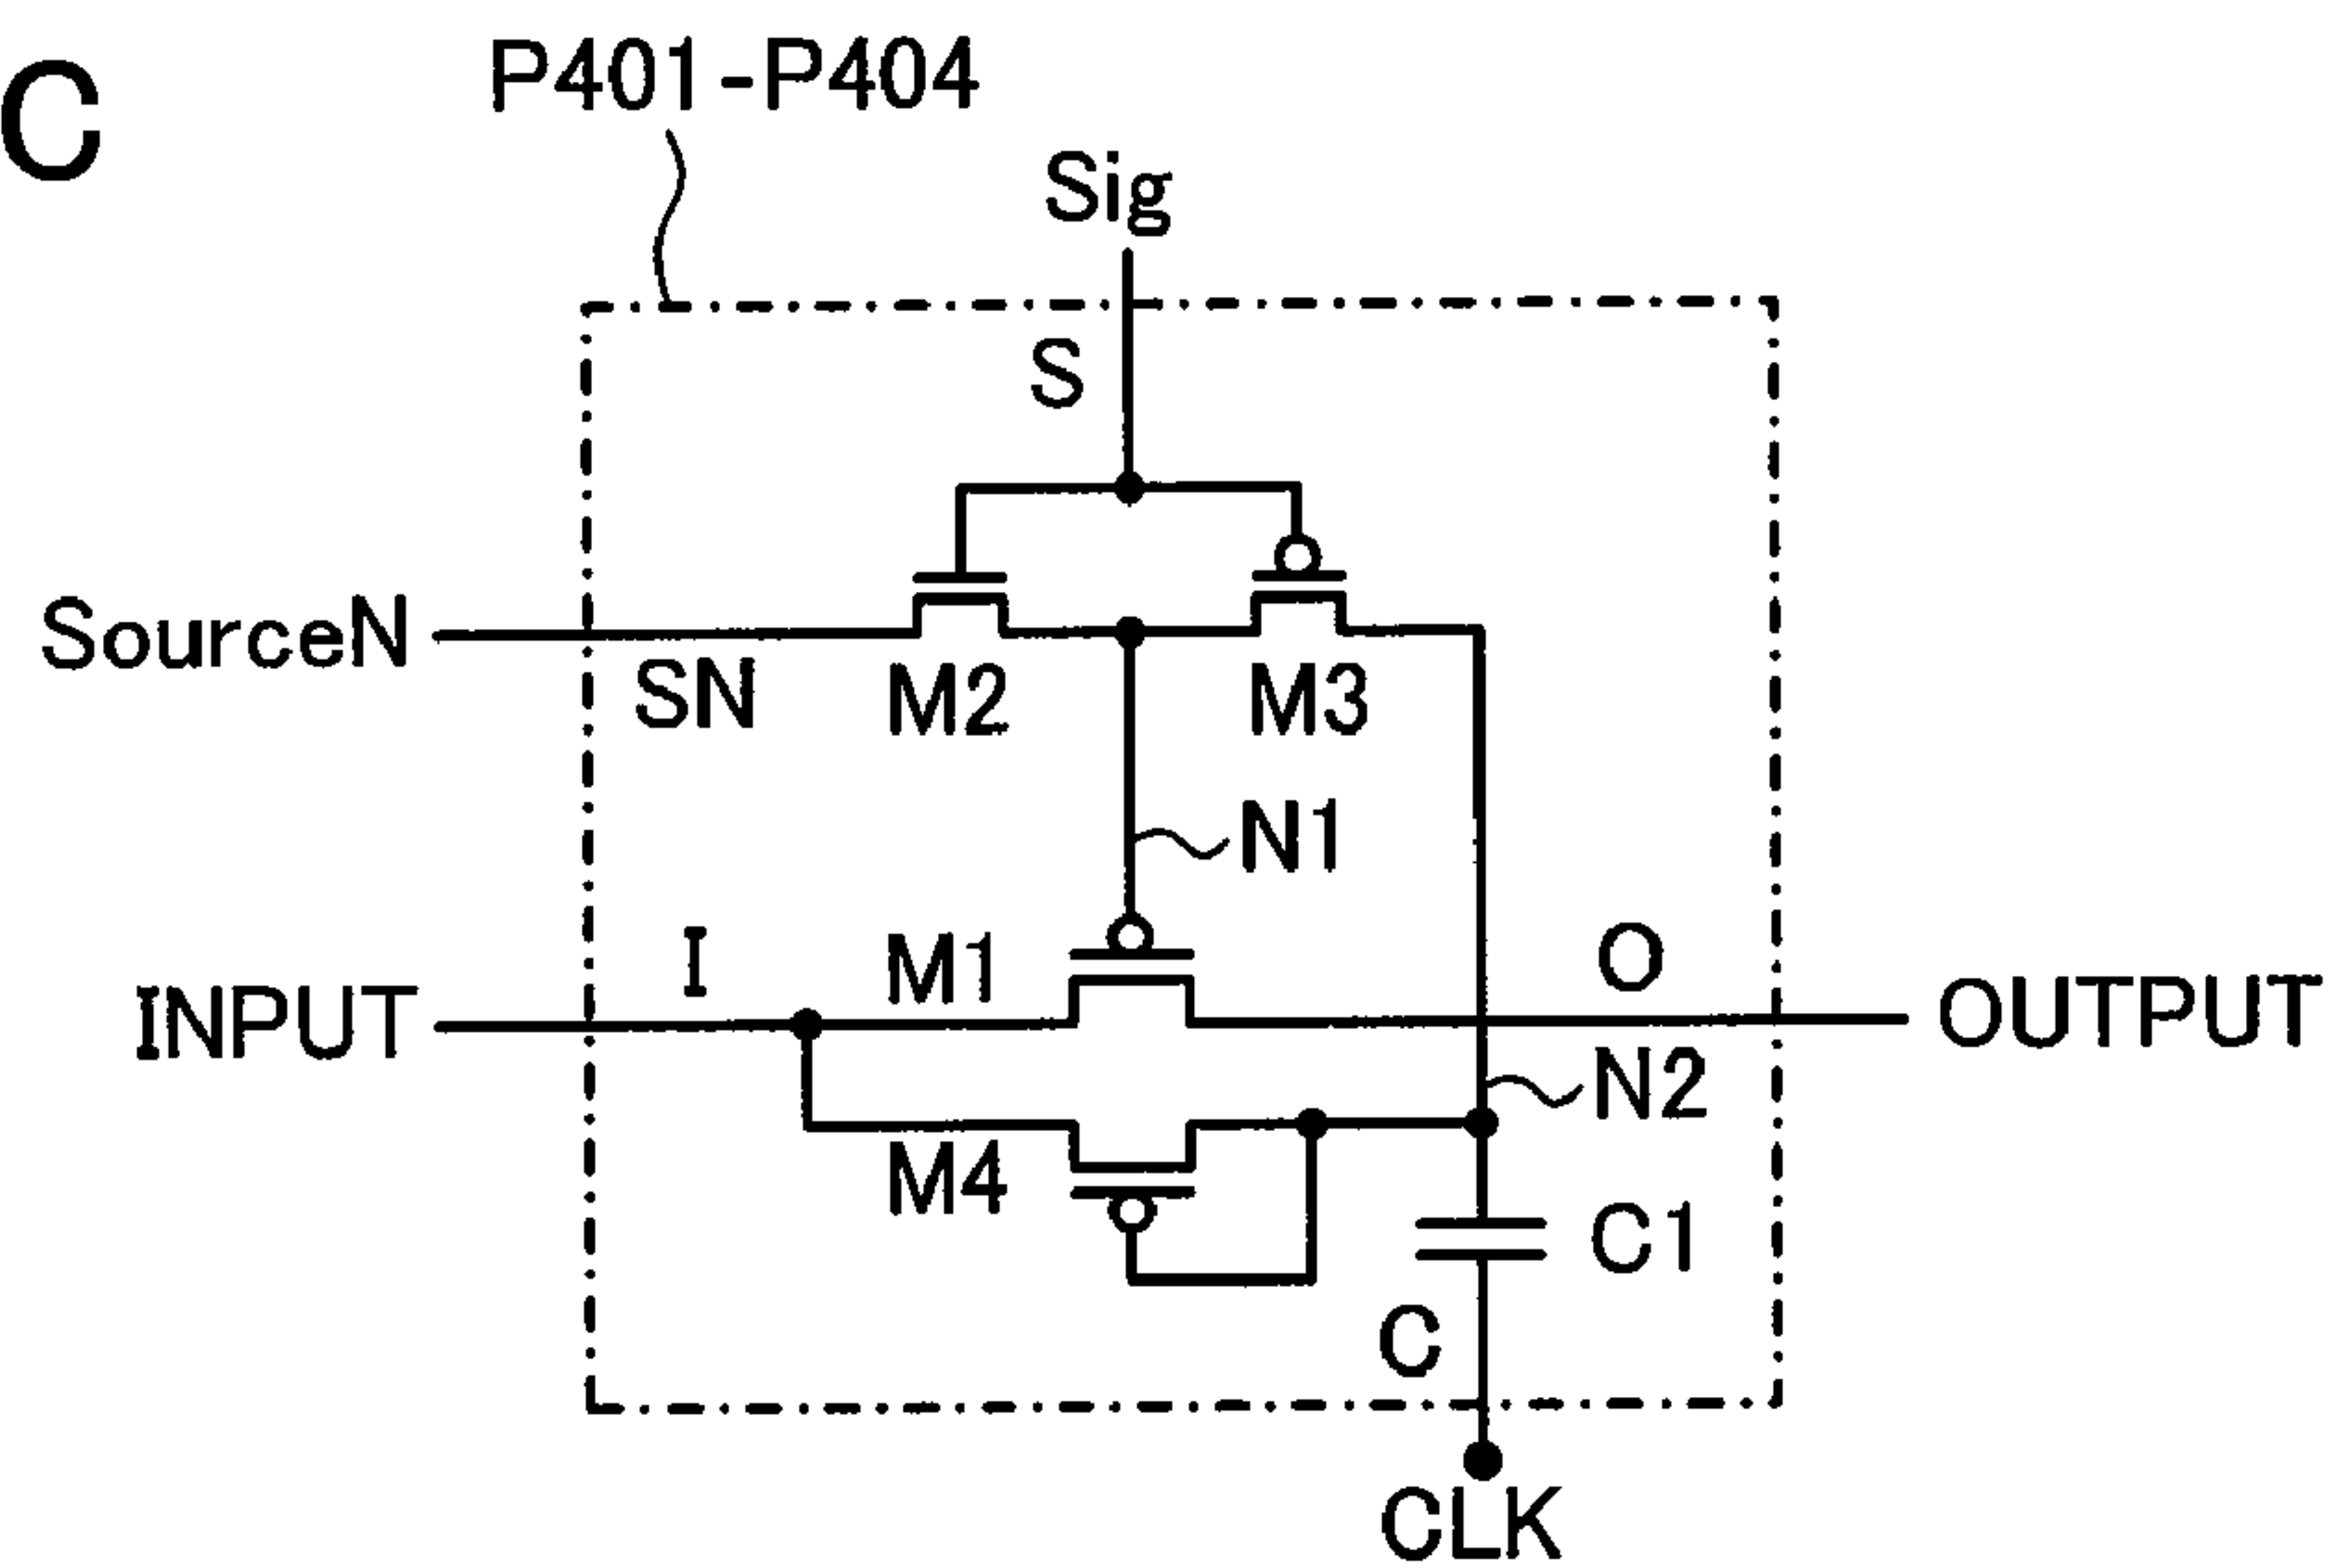 C
P401-P404
Sig
S
SourceN
SN
M2
M3
N1
I
M1
O
INPUT
OUTPUT
N2
M4
C1
C
CLK